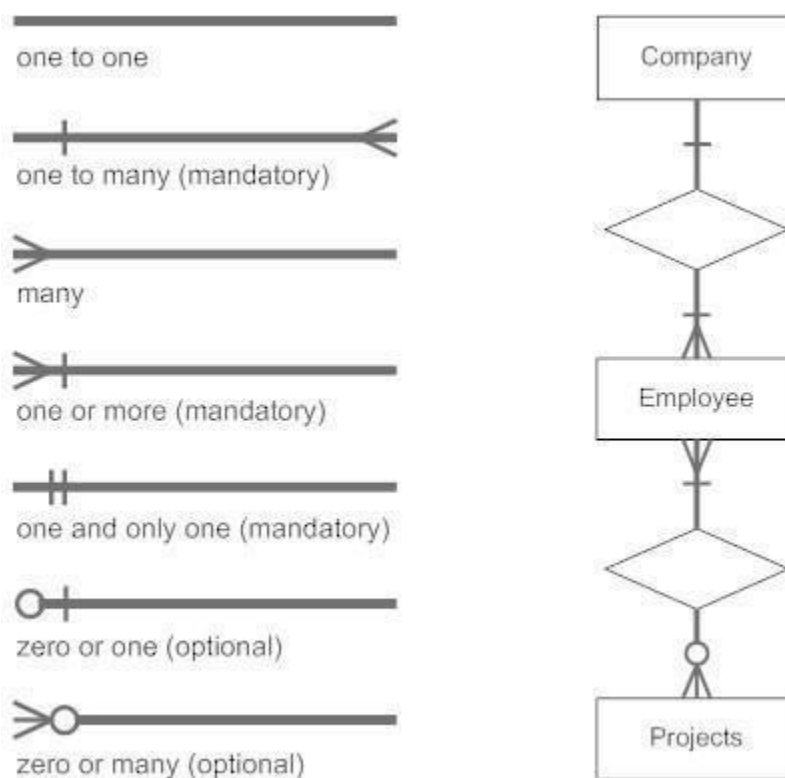 one to one
one to many (mandatory)
many
one or more (mandatory)
one and only one (mandatory)
zero or one (optional)
zero or many (optional)
Company
Employee
Projects